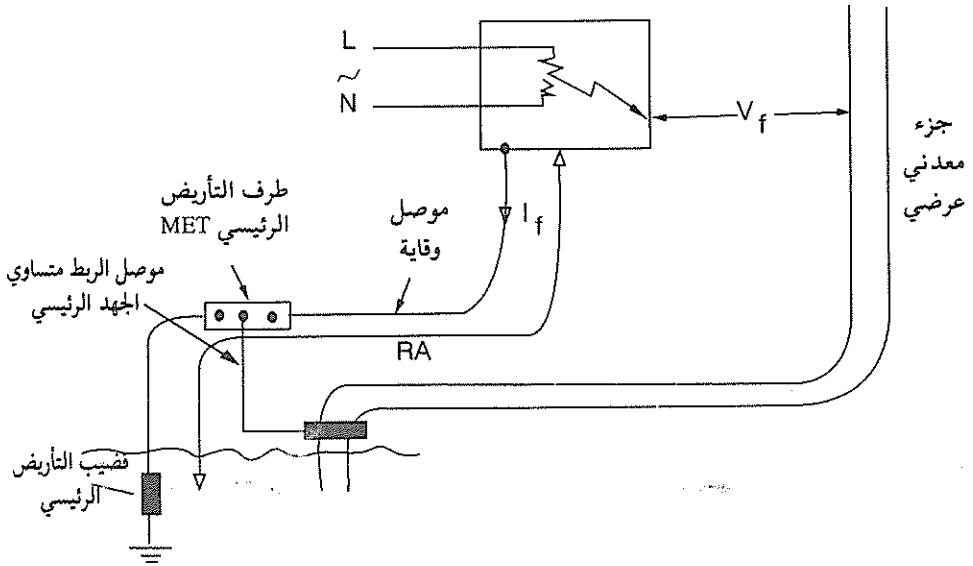 L
N
V f
جزء
معدني
عرضي
طرف التأريض
الرئيسي MET
موصل
وقاية
I f
موصل الربط متساوي
الجهد الرئيسي
RA
قضيب التأريض
الرئيسي